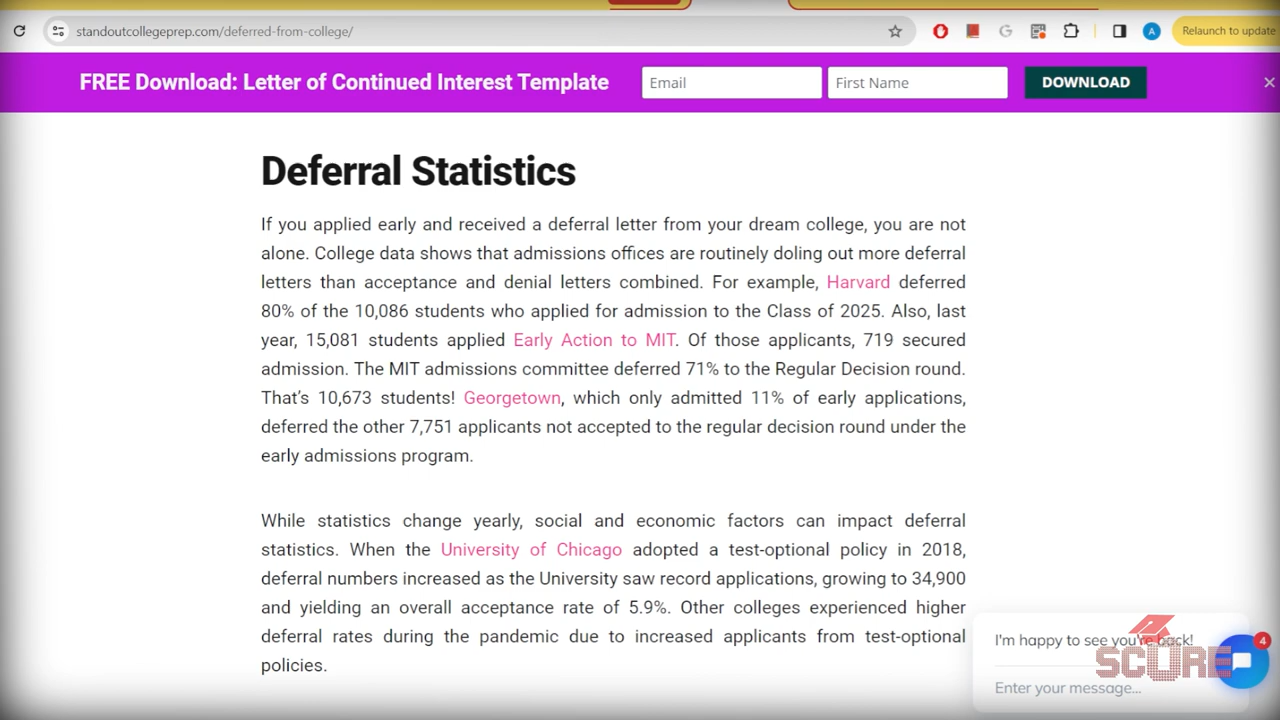 standoutcollegeprep.com/deferred-from-college/
Relaunch to update
FREE Download: Letter of Continued Interest Template
Email
First Name
DOWNLOAD
Deferral Statistics
If you applied early and received a deferral letter from your dream college, you are not
alone. College data shows that admissions offices are routinely doling out more deferral
letters than acceptance and denial letters combined. For example, Harvard deferred
80% of the 10,086 students who applied for admission to the Class of 2025. Also, last
year, 15,081 students applied Early Action to MIT. Of those applicants, 719 secured
admission. The MIT admissions committee deferred 71% to the Regular Decision round.
That’s 10,673 students! Georgetown, which only admitted 11% of early applications,
deferred the other 7,751 applicants not accepted to the regular decision round under the
early admissions program.
While statistics change yearly, social and economic factors can impact deferral
statistics. When the University of Chicago adopted a test-optional policy in 2018,
deferral numbers increased as the University saw record applications, growing to 34,900
and yielding an overall acceptance rate of 5.9%. Other colleges experienced higher
deferral rates during the pandemic due to increased applicants from test-optional
policies.
I'm happy to see you're back!
4
SCORE
Enter your message...